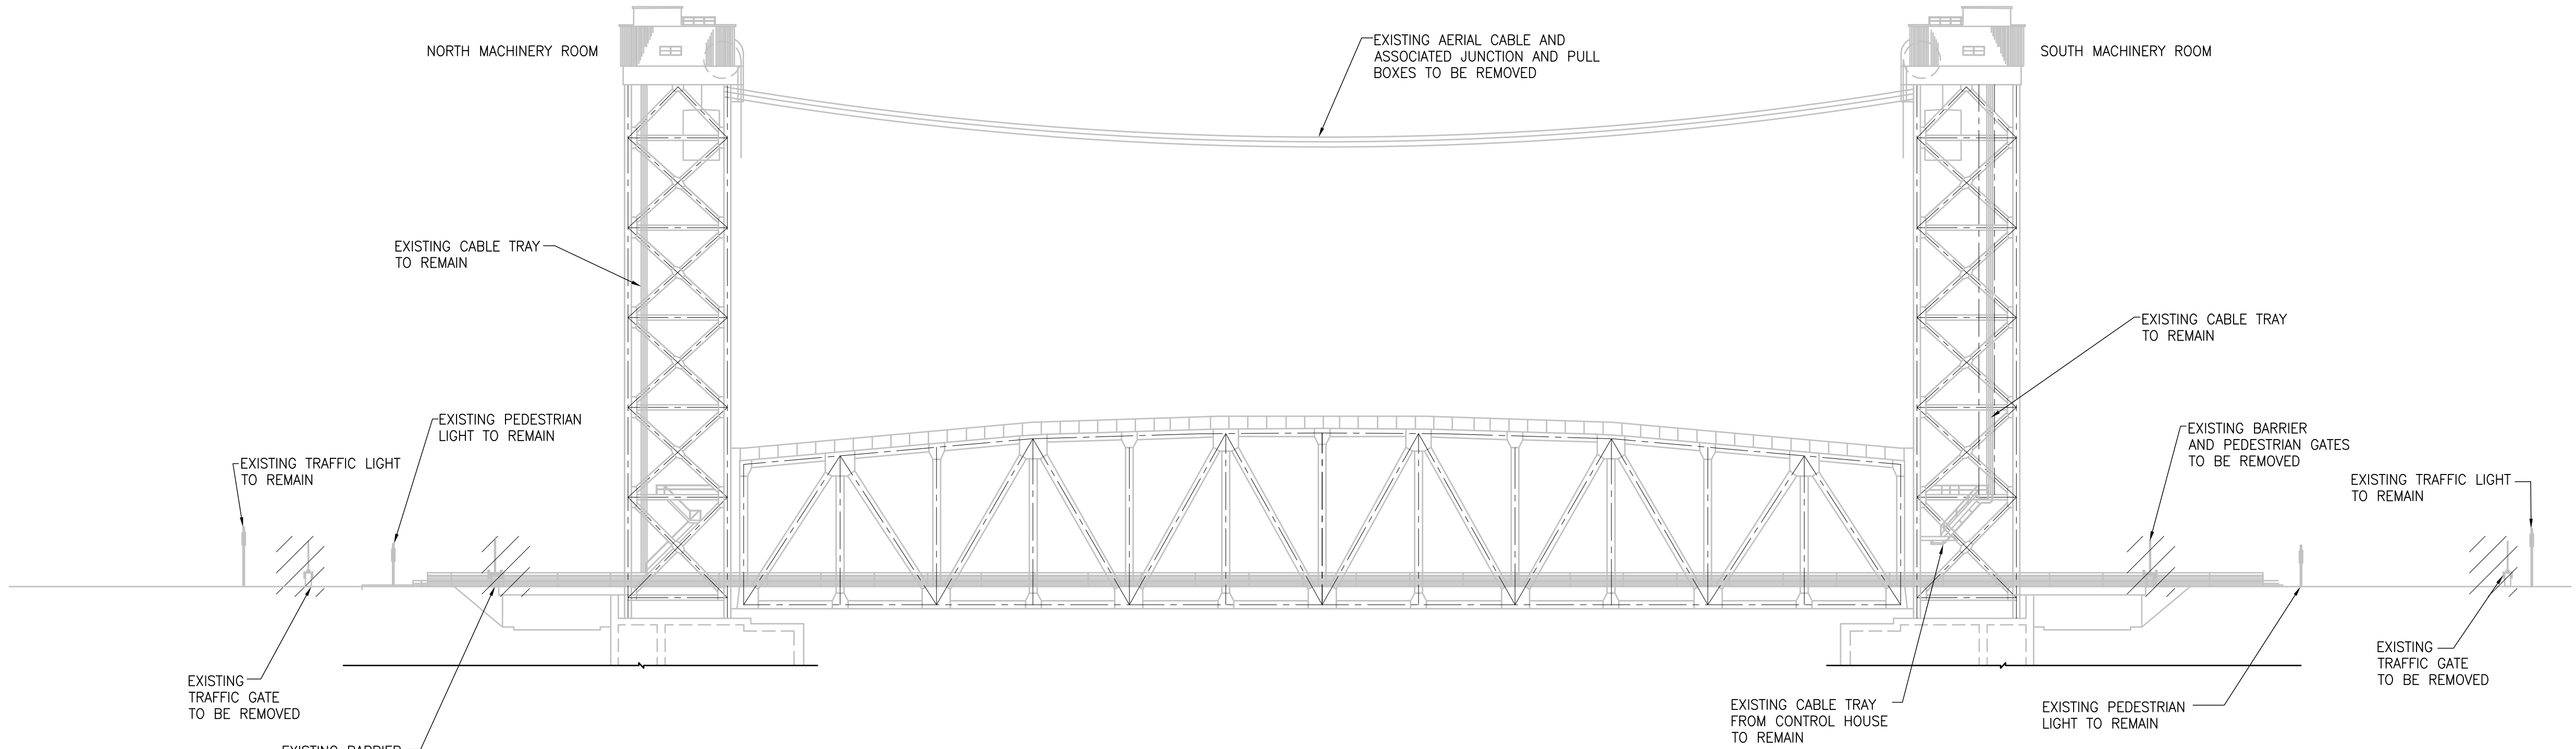 NORTH MACHINERY ROOM
EXISTING AERIAL CABLE AND
ASSOCIATED JUNCTION AND PULL
BOXES TO BE REMOVED
SOUTH MACHINERY ROOM
EXISTING CABLE TRAY
TO REMAIN
EXISTING CABLE TRAY
TO REMAIN
EXISTING PEDESTRIAN
LIGHT TO REMAIN
EXISTING BARRIER
AND PEDESTRIAN GATES
TO BE REMOVED
EXISTING TRAFFIC LIGHT
TO REMAIN
EXISTING TRAFFIC LIGHT
TO REMAIN
EXISTING
TRAFFIC GATE
TO BE REMOVED
EXISTING CABLE TRAY
FROM CONTROL HOUSE
TO REMAIN
EXISTING PEDESTRIAN
LIGHT TO REMAIN
EXISTING
TRAFFIC GATE
TO BE REMOVED
EXISTING BARRIER